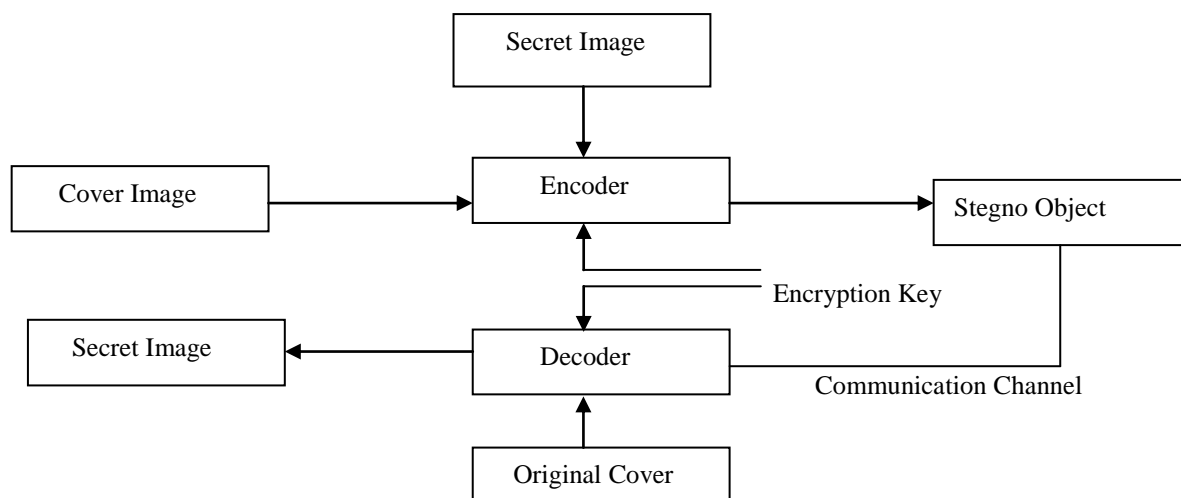 Secret Image
Cover Image
Encoder
Stegno Object
Encryption Key
Secret Image
Decoder
Communication Channel
Original Cover